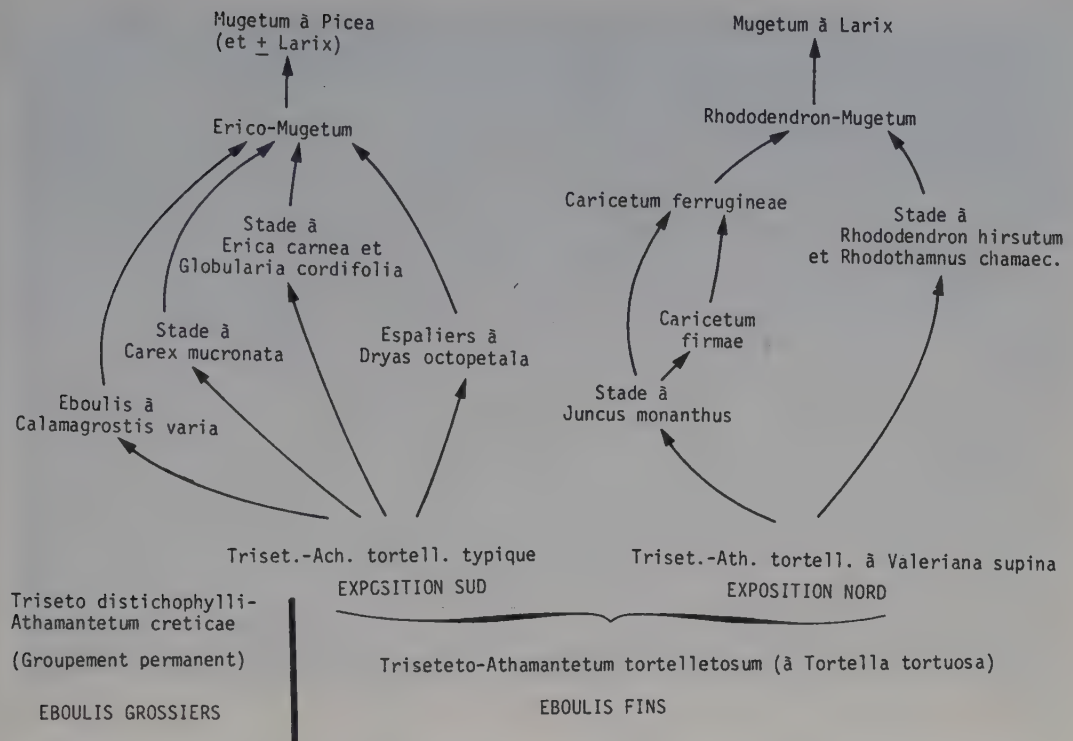 Mugetum à Picea
(et + Larix)
Erico-Mugetum
Stade à
Erica carnea et
Globularia cordifolia
Stade à
Carex mucronata
Espaliers à
Dryas octopetala
Eboulis à
Calamagrostis varia
Triset.-Ach. tortell. typique
EXPCSITION SUD
Mugetum à Larix
Rhododendron-Mugetum
Caricetum ferrugineae
Stade à
Rhododendron hirsutum
et Rhodothamnus chamaec.
Caricetum
firmae
Stade à
Juncus monanthus
Triset.-Ath. tortell. à Valeriana supina
EXPOSITION NORD
Triseto distichophylli-
Athamantetum creticae
(Groupement permanent)
EBOULIS GROSSIERS
Triseteto-Athamantetum tortelletosum (à Tortella tortuosa)
EBOULIS FINS